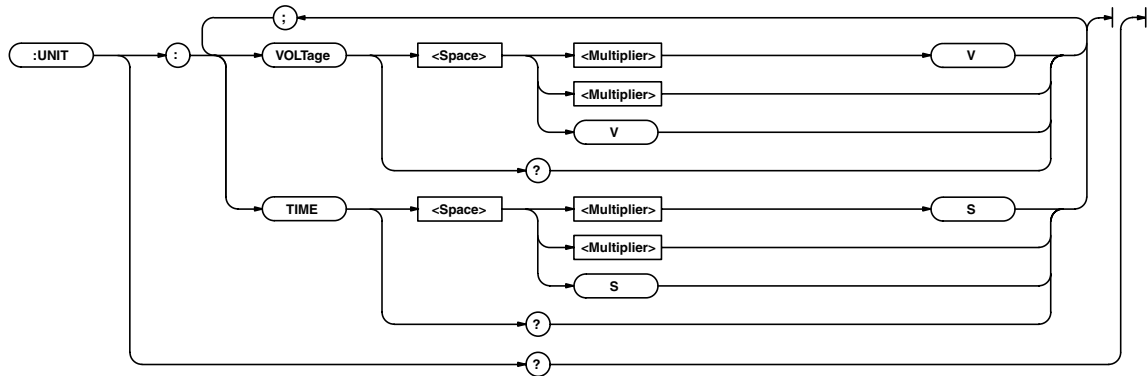 ;
:UNIT : VOLTage <Space> <Multiplier> V
<Multiplier>
V
?
TIME <Space> <Multiplier> S
<Multiplier>
S
?
?